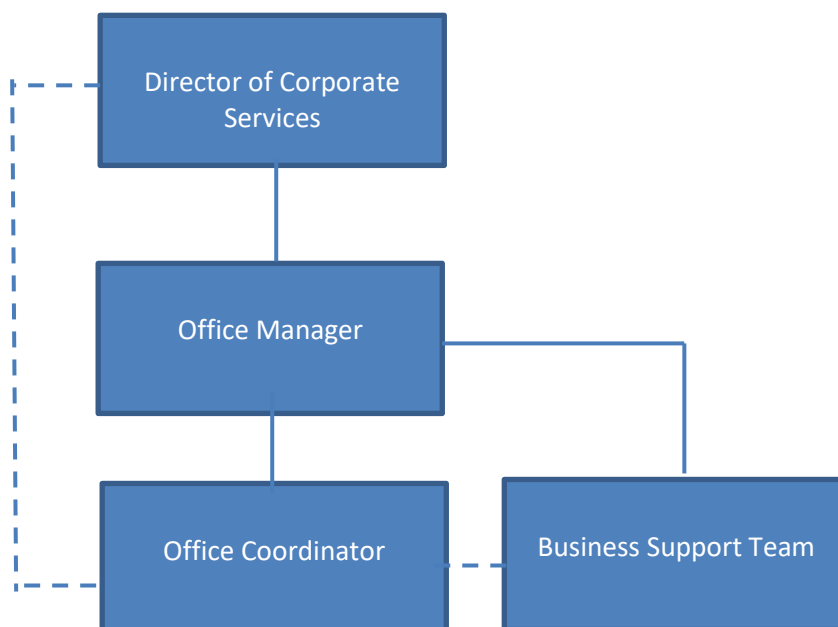 Director of Corporate
Services
Office Manager
Office Coordinator
Business Support Team